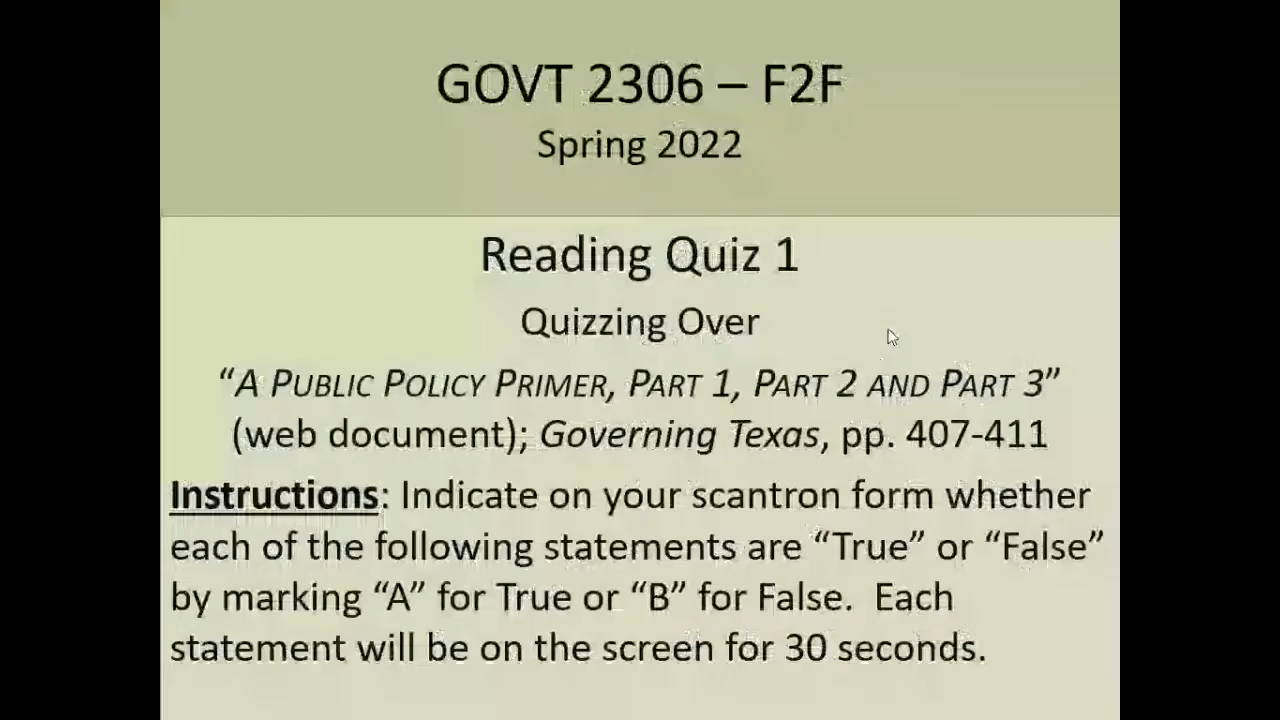 GOVT 2306 – F2F
Spring 2022
Reading Quiz 1
Quizzing Over
“A PUBLIC POLICY PRIMER, PART 1, PART 2 AND PART 3”
(web document); Governing Texas, pp. 407-411
Instructions: Indicate on your scantron form whether
each of the following statements are “True” or “False”
by marking “A” for True or “B” for False.  Each
statement will be on the screen for 30 seconds.